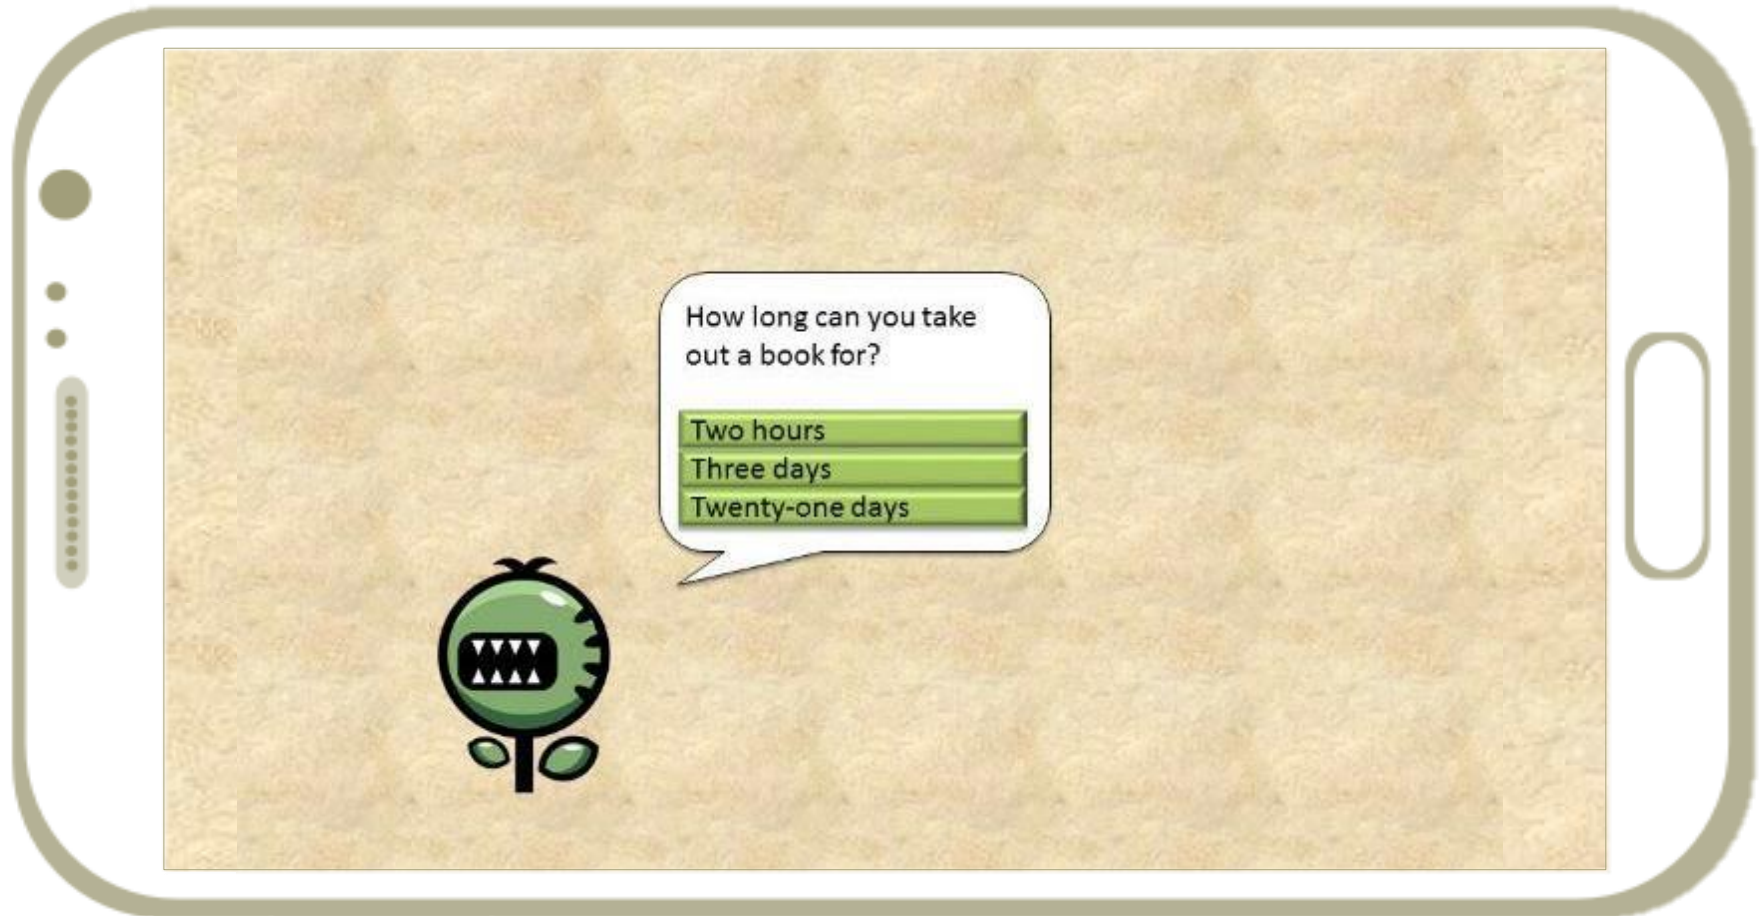 How long can you take
out a book for?
Two hours
Three days
Twenty-one days